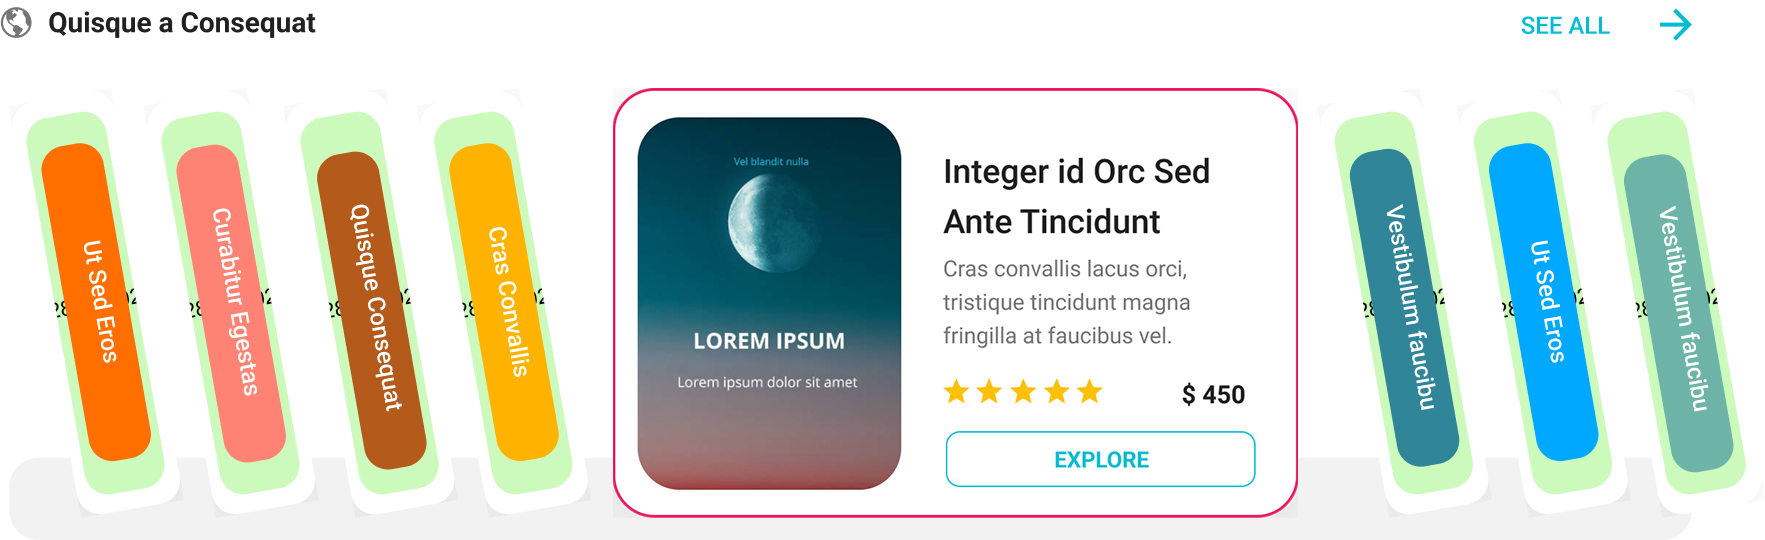 Quisque a Consequat
SEE ALL
Ut Sed Eros
Curabitur Egestas
Quisque Consequat
Cras Convallis
Vel blandit nulla
LOREM IPSUM
Lorem ipsum dolor sit amet
Integer id Orc Sed
Ante Tincidunt
Cras convallis lacus orci,
tristique tincidunt magna
fringilla at faucibus vel.
$ 450
EXPLORE
Vestibulum faucibu
Ut Sed Eros
Vestibulum faucibu